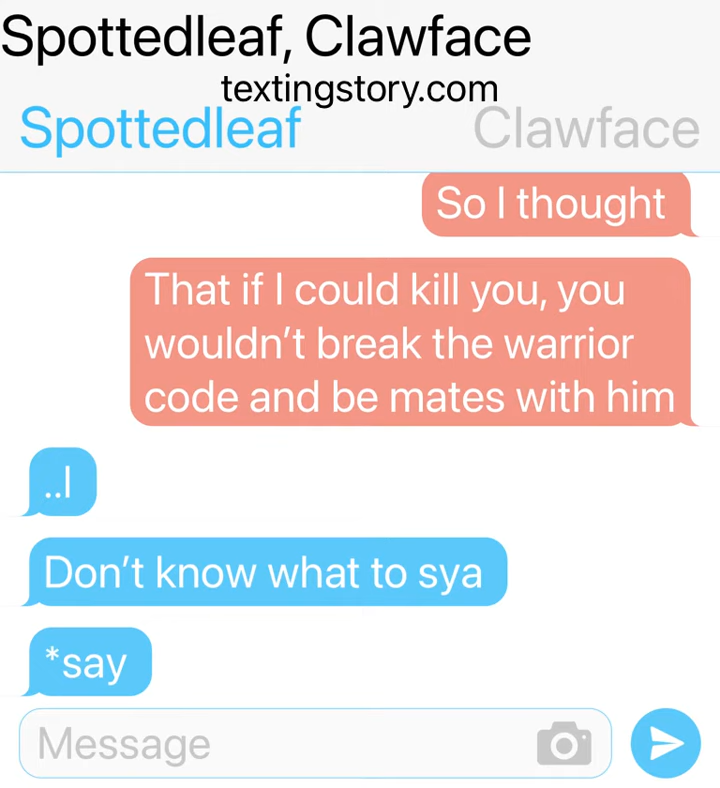 Spottedleaf, Clawface
textingstory.com
Spottedleaf Clawface
So I thought
That if I could kill you, you
wouldn’t break the warrior
code and be mates with him
..I
Don’t know what to sya
*say
Message